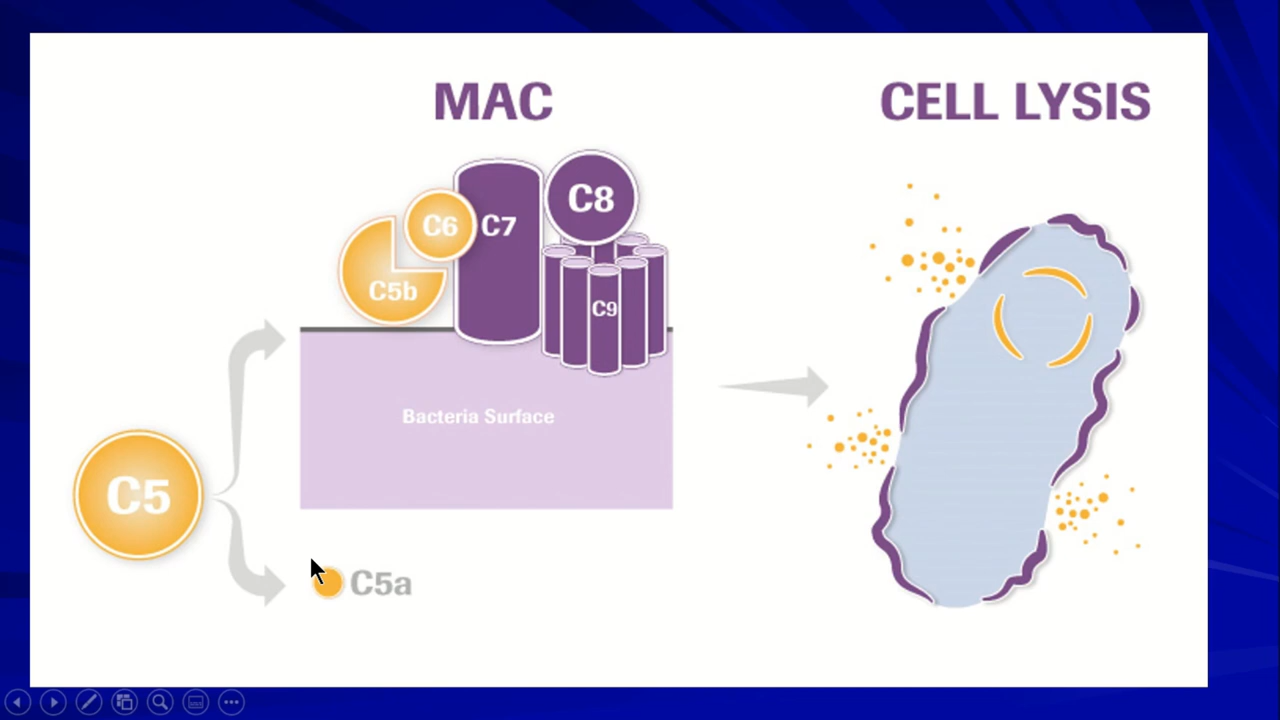 MAC
CELL LYSIS
C6
C7
C8
C5b
C9
Bacteria Surface
C5
C5a